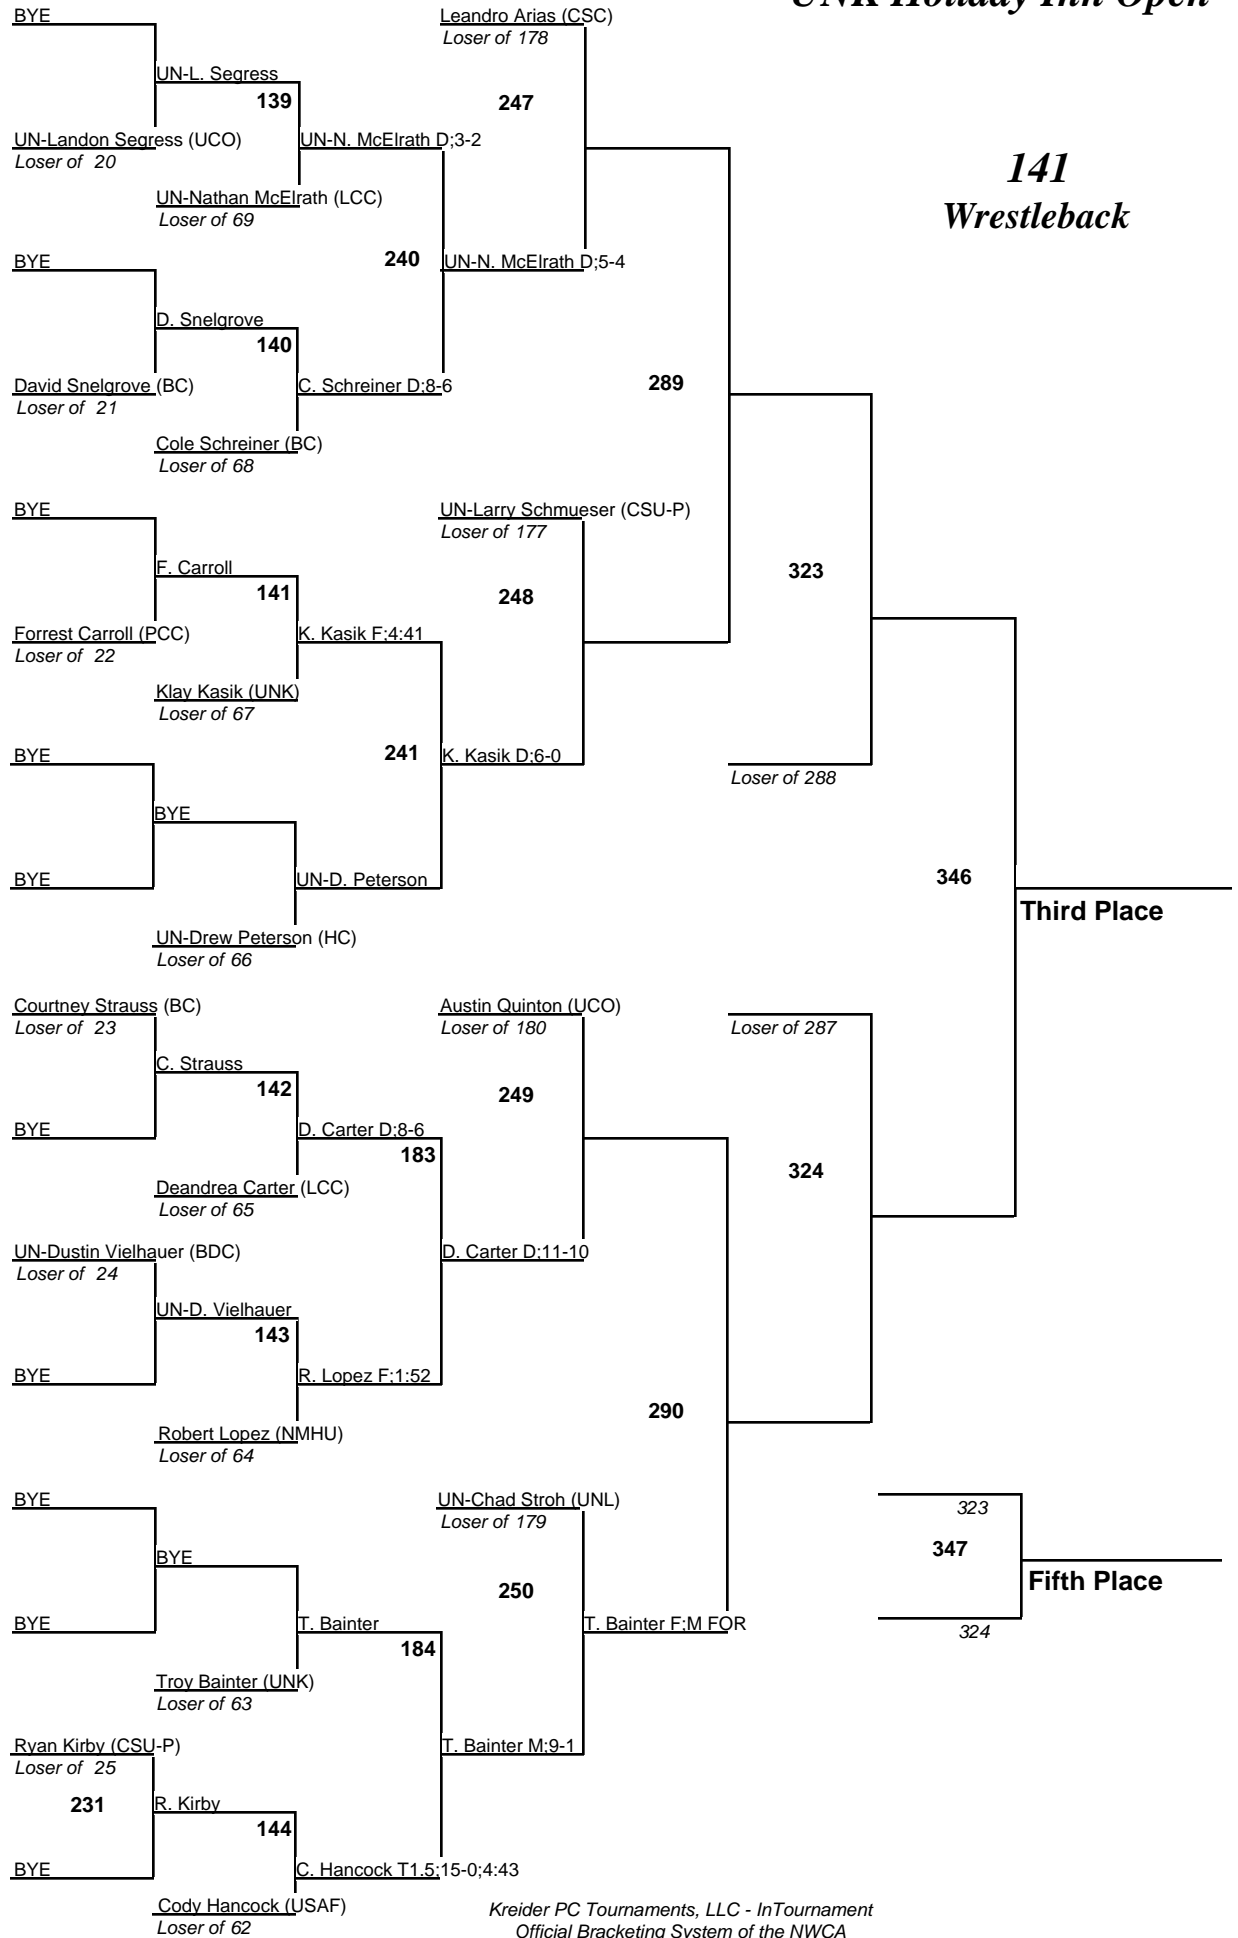 UNK Holiday Inn Open
BYE
Leandro Arias (CSC)
Loser of 178
UN-L. Segress
139
247
UN-Landon Segress (UCO)
Loser of 20
UN-N. McElrath D;3-2
141
Wrestleback
UN-Nathan McElrath (LCC)
Loser of 69
BYE
240
UN-N. McElrath D;5-4
D. Snelgrove
140
David Snelgrove (BC)
Loser of 21
C. Schreiner D;8-6
289
Cole Schreiner (BC)
Loser of 68
BYE
UN-Larry Schmueser (CSU-P)
Loser of 177
F. Carroll
141
248
323
Forrest Carroll (PCC)
Loser of 22
K. Kasik F;4:41
Klay Kasik (UNK)
Loser of 67
BYE
241
K. Kasik D;6-0
Loser of 288
BYE
BYE
UN-D. Peterson
346
Third Place
UN-Drew Peterson (HC)
Loser of 66
Courtney Strauss (BC)
Loser of 23
Austin Quinton (UCO)
Loser of 180
Loser of 287
C. Strauss
142
249
BYE
D. Carter D;8-6
183
324
Deandrea Carter (LCC)
Loser of 65
UN-Dustin Vielhauer (BDC)
Loser of 24
D. Carter D;11-10
UN-D. Vielhauer
143
BYE
R. Lopez F;1:52
290
Robert Lopez (NMHU)
Loser of 64
BYE
UN-Chad Stroh (UNL)
Loser of 179
323
BYE
250
347
Fifth Place
BYE
T. Bainter
184
T. Bainter F;M FOR
324
Troy Bainter (UNK)
Loser of 63
Ryan Kirby (CSU-P)
Loser of 25
T. Bainter M;9-1
231
R. Kirby
144
BYE
C. Hancock T1.5;15-0;4:43
Cody Hancock (USAF)
Loser of 62
Kreider PC Tournaments, LLC - InTournament
Official Bracketing System of the NWCA